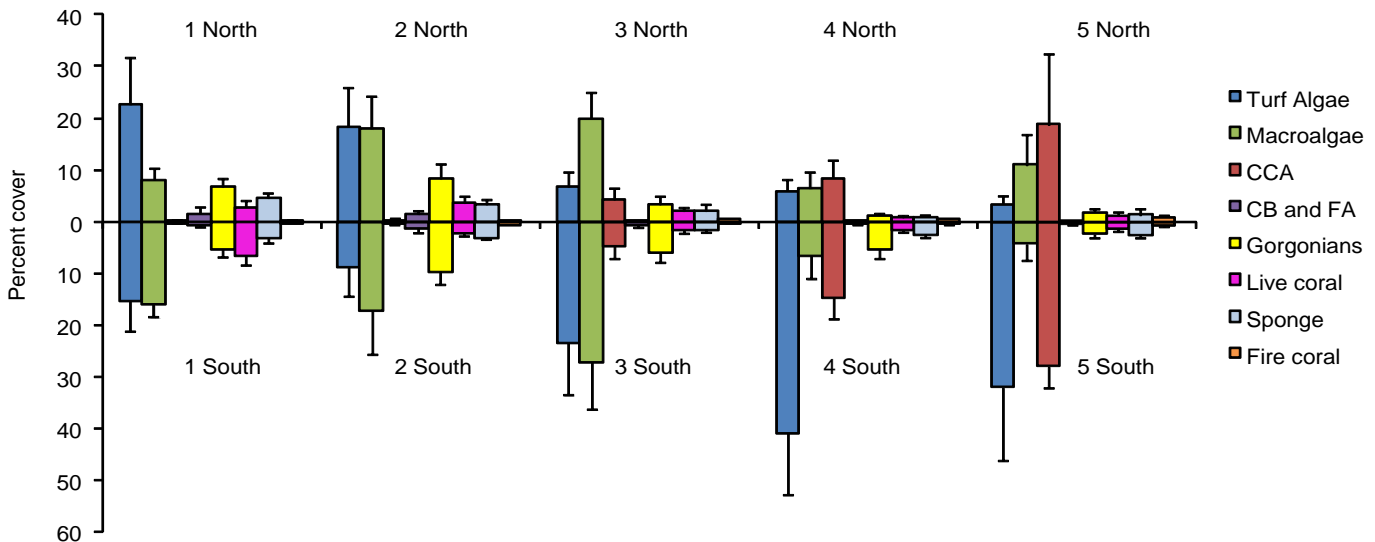 40
30
20
10
0
10
20
30
40
50
60
Percent cover
1 North
2 North
3 North
4 North
5 North
1 South
2 South
3 South
4 South
5 South
Turf Algae
Macroalgae
CCA
CB and FA
Gorgonians
Live coral
Sponge
Fire coral